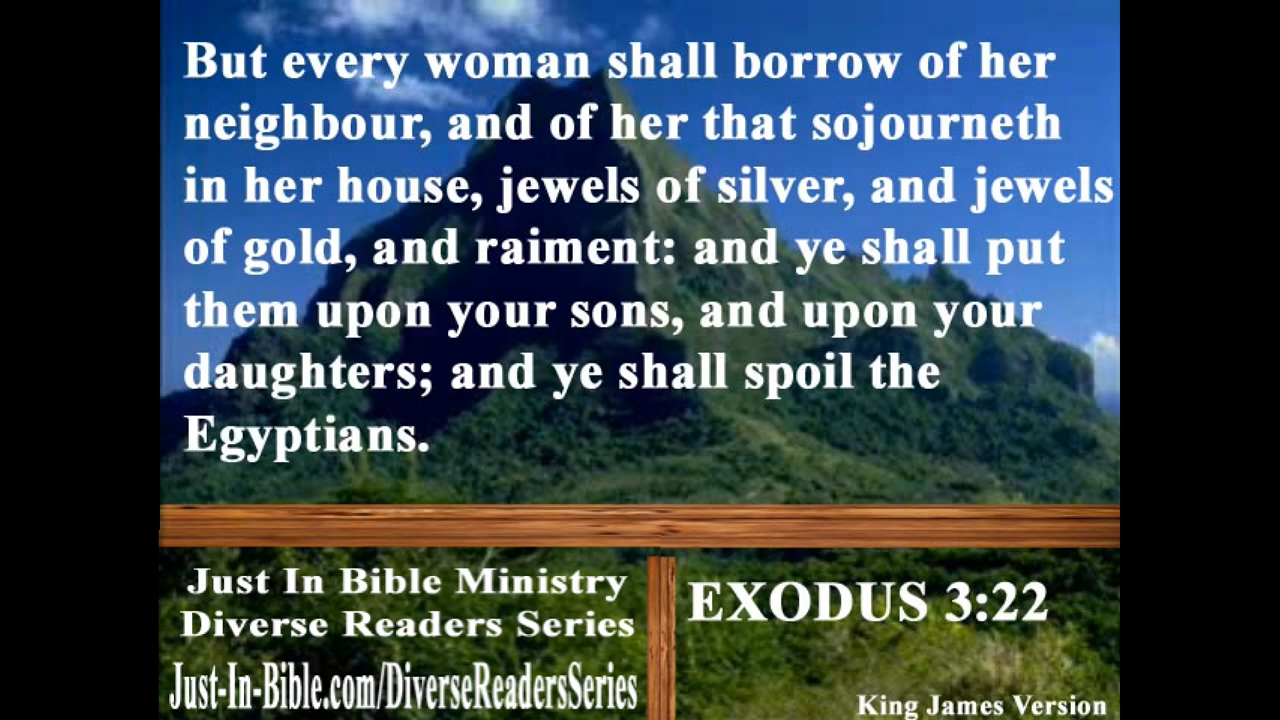 But every woman shall borrow of her
neighbour, and of her that sojourneth
in her house, jewels of silver, and jewels
of gold, and raiment: and ye shall put
them upon your sons, and upon your
daughters; and ye shall spoil the
Egyptians.
Just In Bible Ministry
Diverse Readers Series
Just-In-Bible.com/DiverseReadersSeries
EXODUS 3:22
King James Version